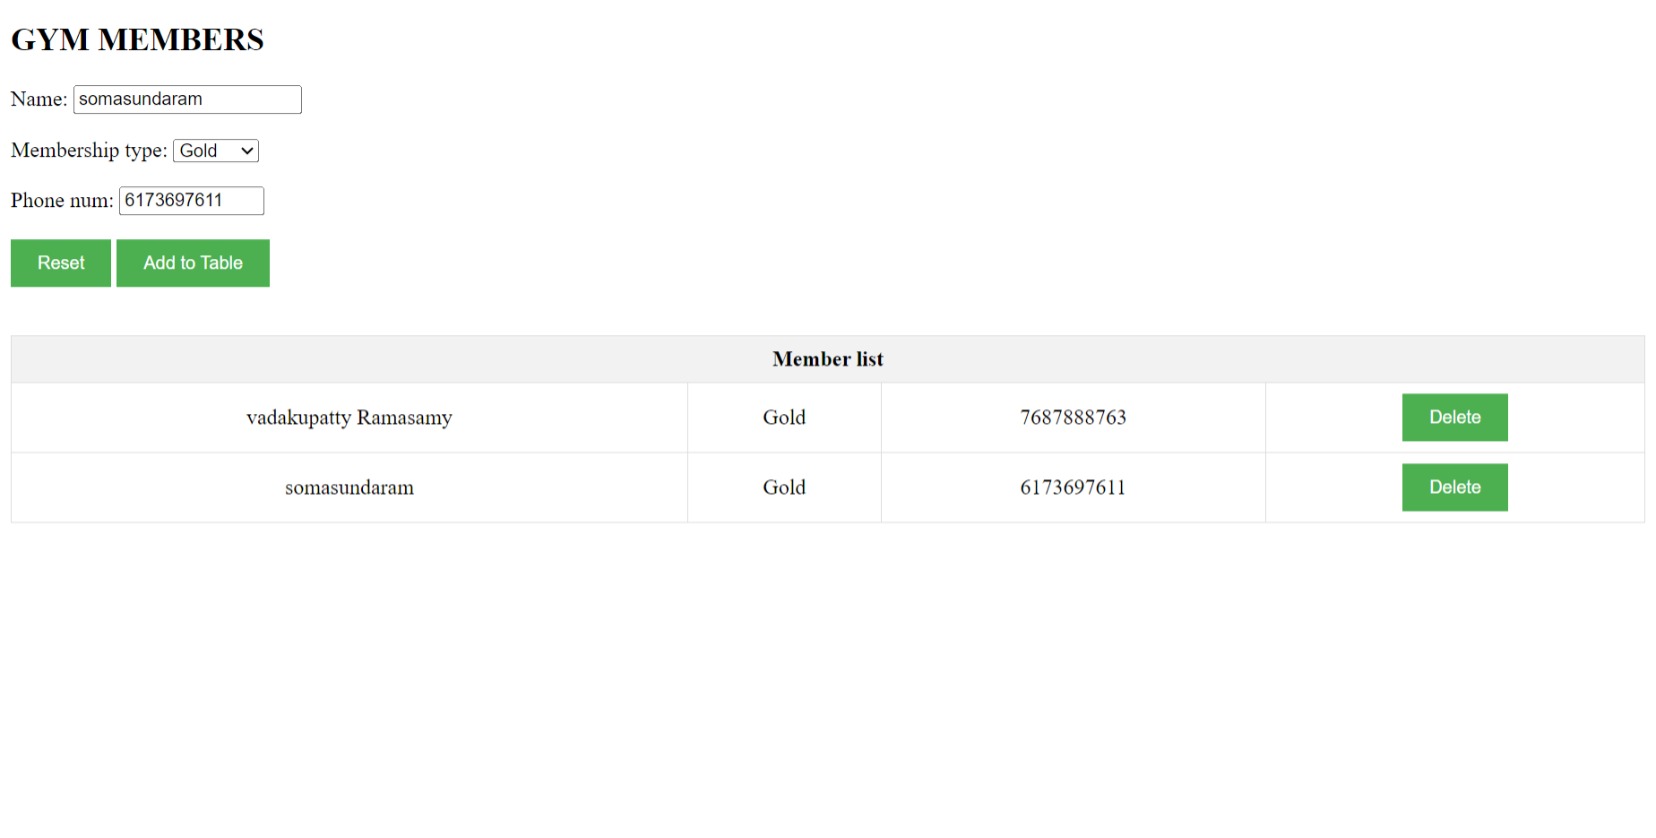 GYM MEMBERS
Name: somasundaram
Membership type: Gold
Phone num: 6173697611
Reset Add to Table
Member list
vadakupatty Ramasamy Gold 7687888763 Delete
somasundaram Gold 6173697611 Delete